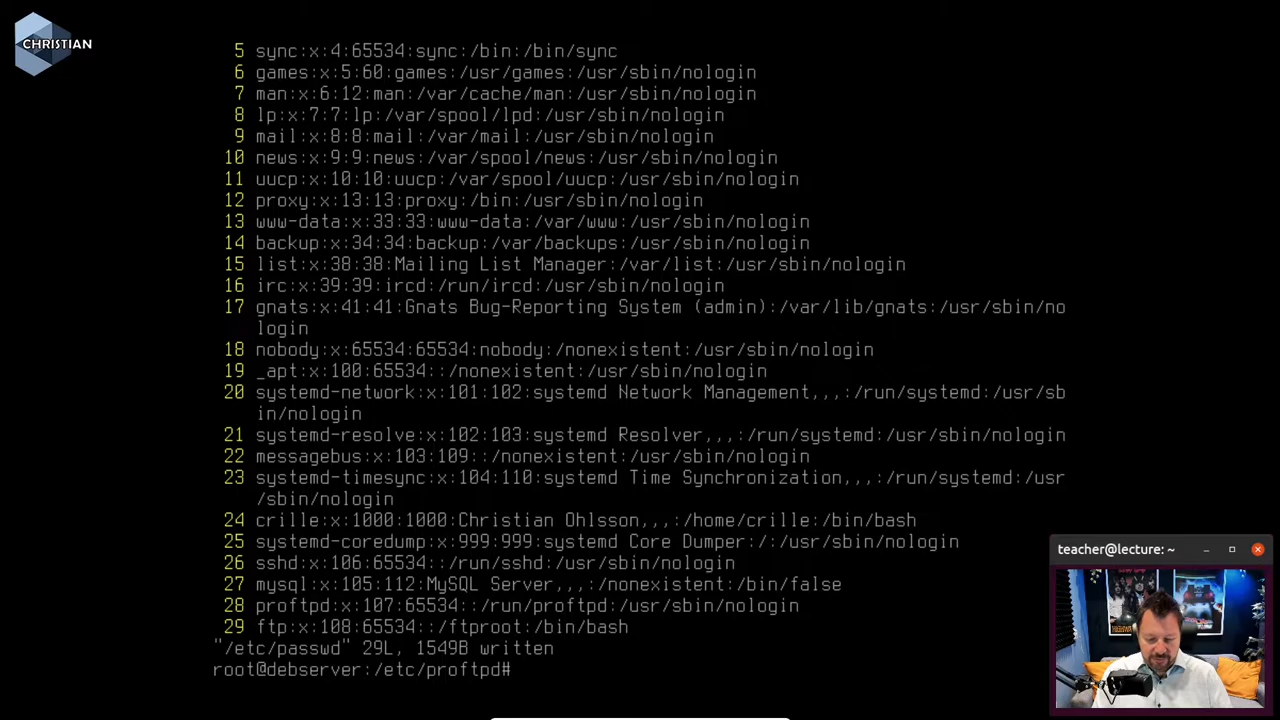 CHRISTIAN
5 sync:x:4:65534:sync:/bin:/bin/sync
6 games:x:5:60:games:/usr/games:/usr/sbin/nologin
7 man:x:6:12:man:/var/cache/man:/usr/sbin/nologin
8 lp:x:7:7:lp:/var/spool/lpd:/usr/sbin/nologin
9 mail:x:8:8:mail:/var/mail:/usr/sbin/nologin
10 news:x:9:9:news:/var/spool/news:/usr/sbin/nologin
11 uucp:x:10:10:uucp:/var/spool/uucp:/usr/sbin/nologin
12 proxy:x:13:13:proxy:/bin:/usr/sbin/nologin
13 www-data:x:33:33:www-data:/var/www:/usr/sbin/nologin
14 backup:x:34:34:backup:/var/backups:/usr/sbin/nologin
15 list:x:38:38:Mailing List Manager:/var/list:/usr/sbin/nologin
16 irc:x:39:39:ircd:/run/ircd:/usr/sbin/nologin
17 gnats:x:41:41:Gnats Bug-Reporting System (admin):/var/lib/gnats:/usr/sbin/no
login
18 nobody:x:65534:65534:nobody:/nonexistent:/usr/sbin/nologin
19 _apt:x:100:65534::/nonexistent:/usr/sbin/nologin
20 systemd-network:x:101:102:systemd Network Management,,,:/run/systemd:/usr/sb
in/nologin
21 systemd-resolve:x:102:103:systemd Resolver,,,:/run/systemd:/usr/sbin/nologin
22 messagebus:x:103:109::/nonexistent:/usr/sbin/nologin
23 systemd-timesync:x:104:110:systemd Time Synchronization,,,:/run/systemd:/usr
/sbin/nologin
24 crille:x:1000:1000:Christian Ohlsson,,,:/home/crille:/bin/bash
25 systemd-coredump:x:999:999:systemd Core Dumper:/:/usr/sbin/nologin
26 sshd:x:106:65534::/run/sshd:/usr/sbin/nologin
27 mysql:x:105:112:MySQL Server,,,:/nonexistent:/bin/false
28 proftpd:x:107:65534::/run/proftpd:/usr/sbin/nologin
29 ftp:x:108:65534::/ftproot:/bin/bash
"/etc/passwd" 29L, 1549B written
root@debserver:/etc/proftpd#
teacher@lecture: ~